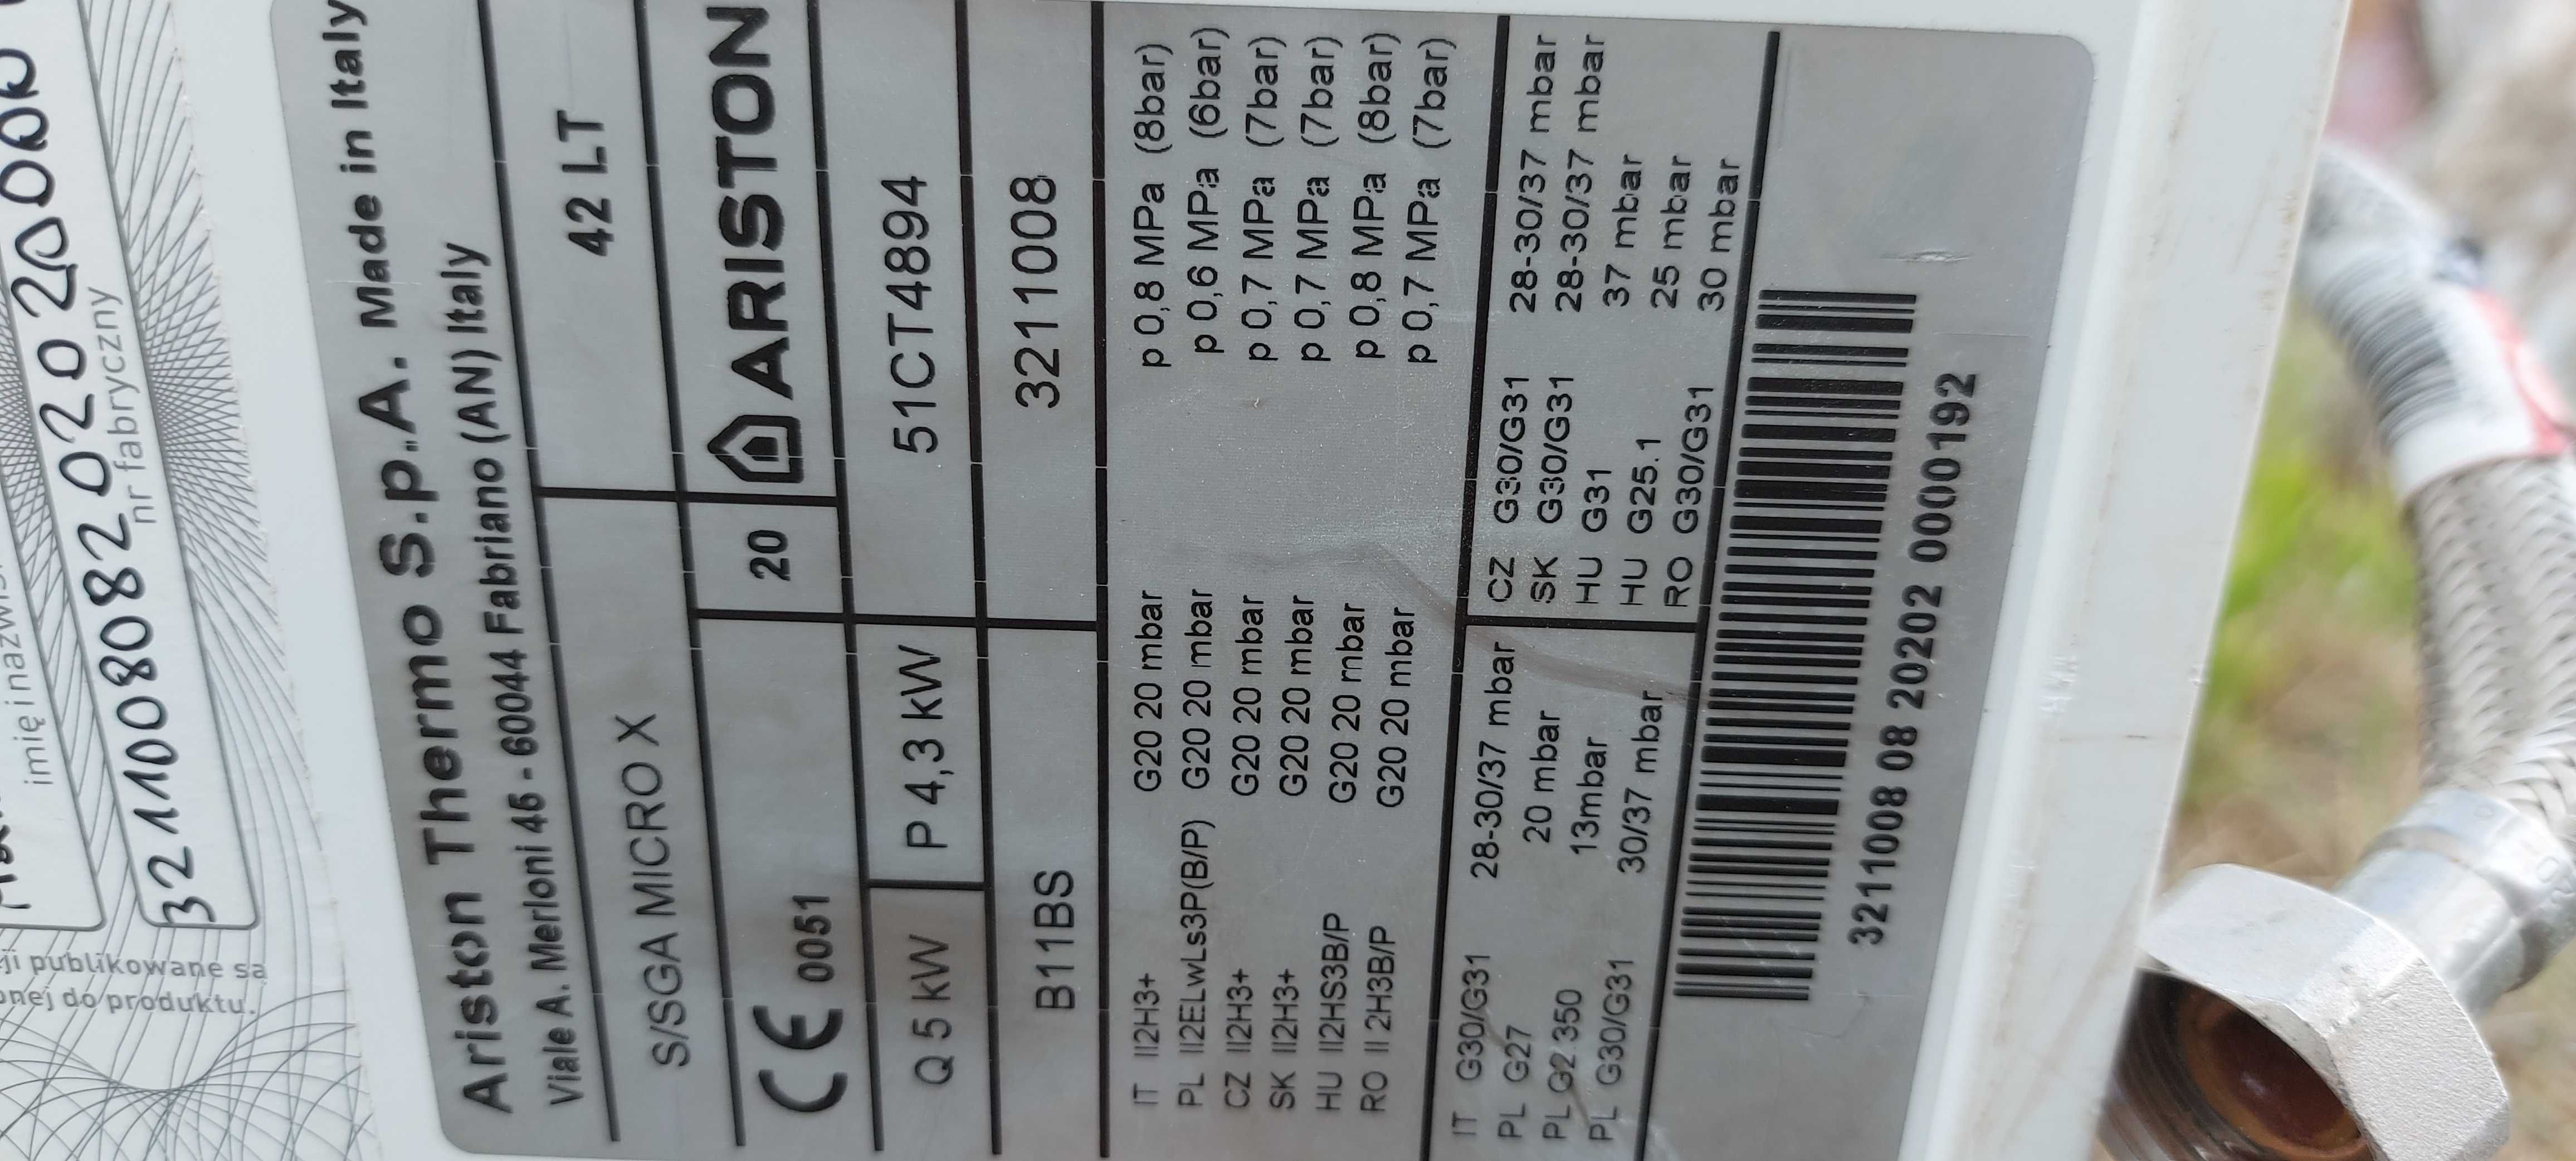 imię i nazwis
3211008082020200
nr fabryczny
ji publikowane są
onej do produktu.
Ariston Thermo S.p.A. Made in Italy
Viale A. Merloni 45 - 60044 Fabriano (AN) Italy
S/SGA MICRO X 42 LT
CE 0051 20 ARISTON
Q 5 kW P 4,3 kW 51CT4894
B11BS 3211008
IT II2H3+ G20 20 mbar p 0,8 MPa (8bar)
PL II2ELwLs3P(B/P) G20 20 mbar p 0,6 MPa (6bar)
CZ II2H3+ G20 20 mbar p 0,7 MPa (7bar)
SK II2H3+ G20 20 mbar p 0,7 MPa (7bar)
HU II2HS3B/P G20 20 mbar p 0,8 MPa (8bar)
RO II 2H3B/P G20 20 mbar p 0,7 MPa (7bar)
IT G30/G31 28-30/37 mbar
PL G27 20 mbar
PL G2 350 13mbar
PL G30/G31 30/37 mbar
CZ G30/G31 28-30/37 mbar
SK G30/G31 28-30/37 mbar
HU G31 37 mbar
HU G25.1 25 mbar
RO G30/G31 30 mbar
3211008 08 20202 0000192